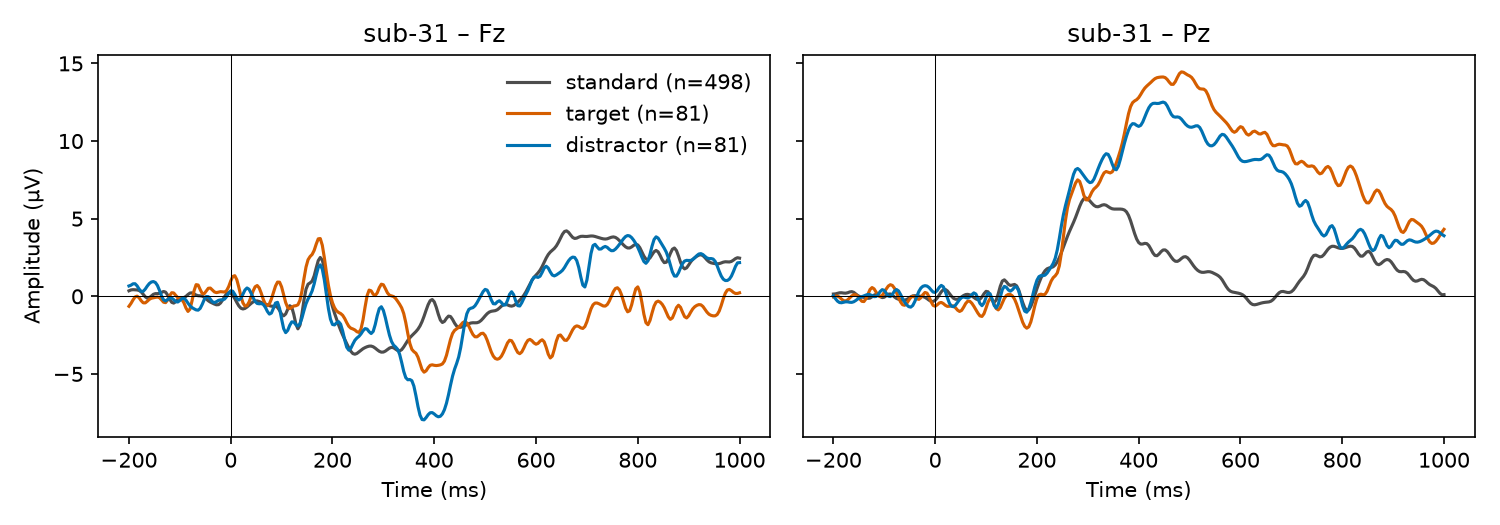 sub-31 – Fz
sub-31 – Pz
15
10
5
0
−5
Amplitude (µV)
standard (n=498)
target (n=81)
distractor (n=81)
−200 0 200 400 600 800 1000
−200 0 200 400 600 800 1000
Time (ms)
Time (ms)